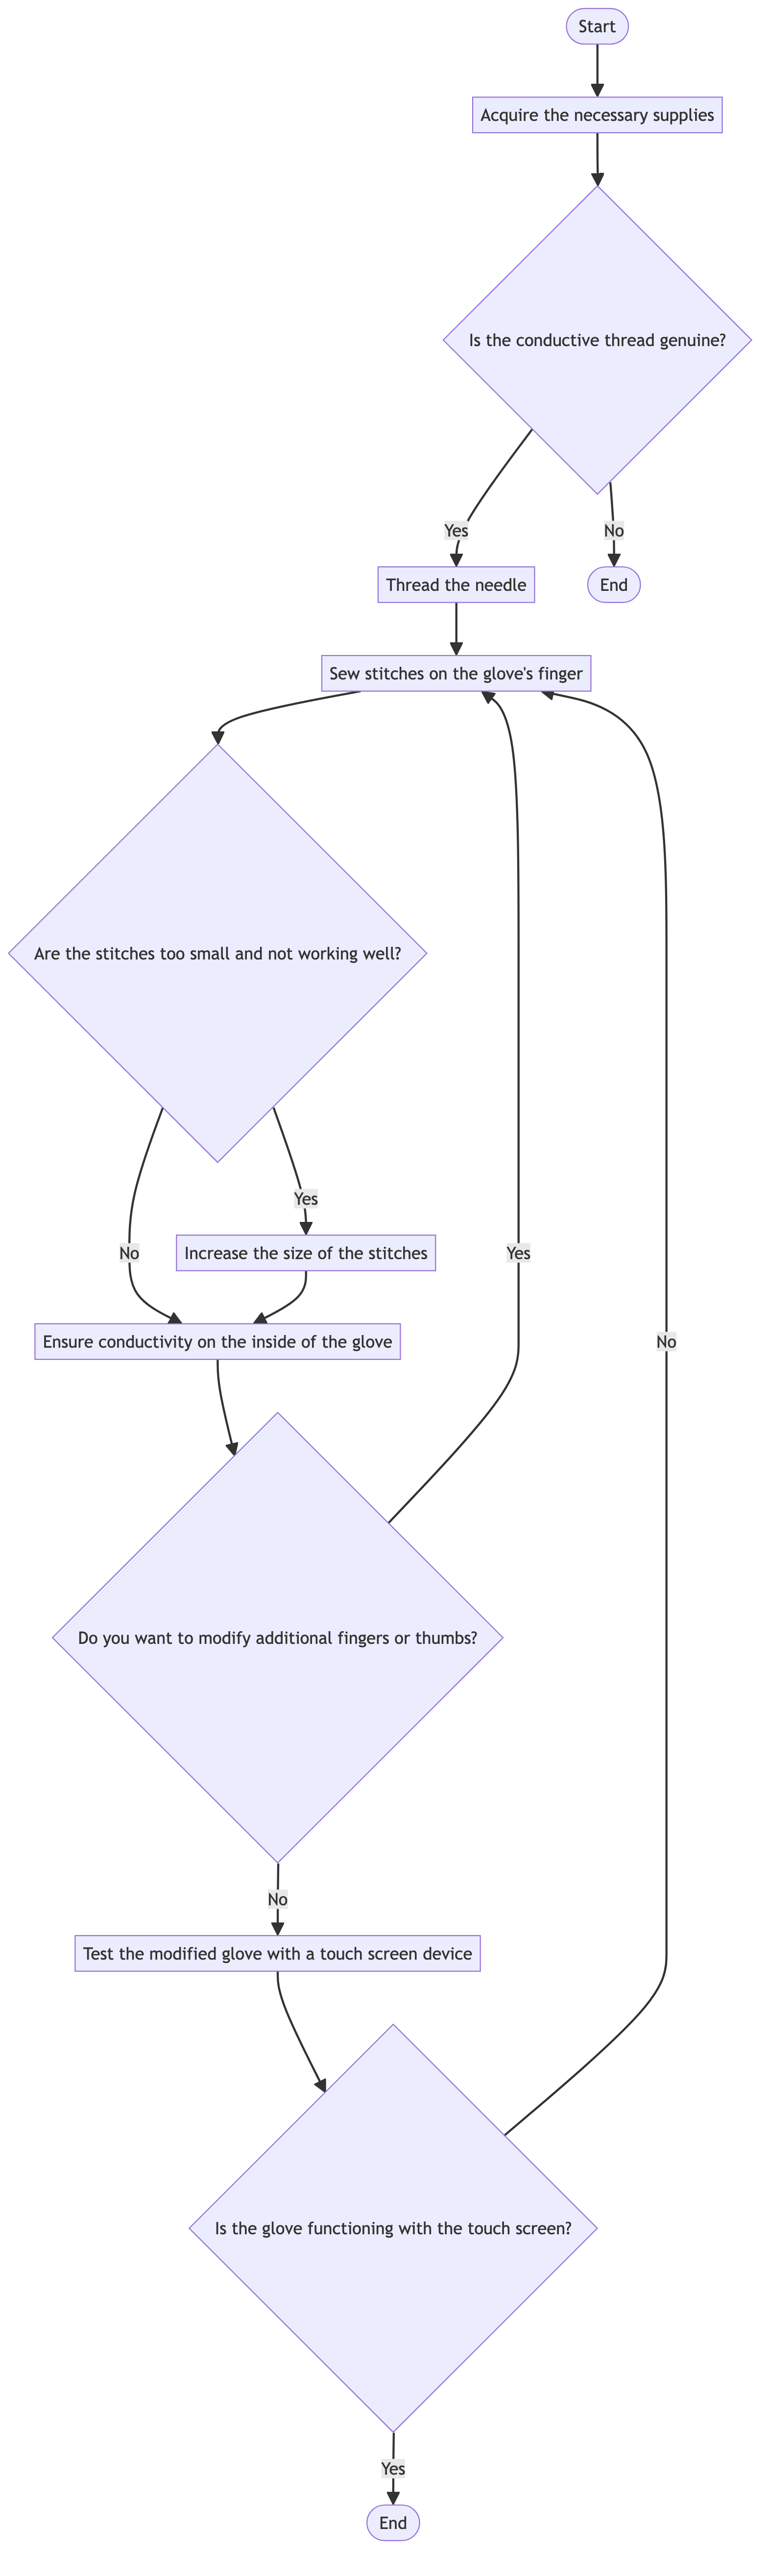 Start
Acquire the necessary supplies
Is the conductive thread genuine?
Yes
No
Thread the needle
End
Sew stitches on the glove's finger
Are the stitches too small and not working well?
Yes
No
Increase the size of the stitches
Yes
Ensure conductivity on the inside of the glove
No
Do you want to modify additional fingers or thumbs?
No
Test the modified glove with a touch screen device
Is the glove functioning with the touch screen?
Yes
End